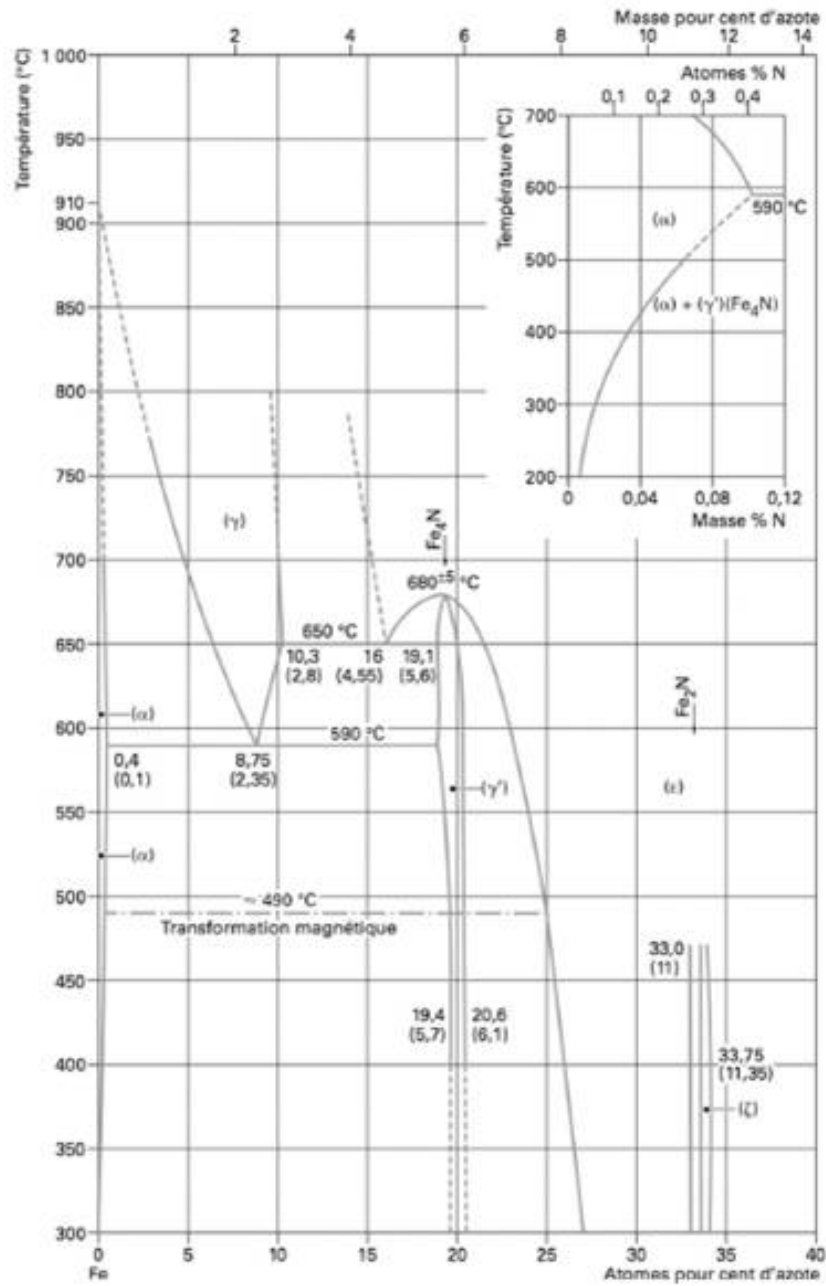 Masse pour cent d'azote
2 4 6 8 10 12 14
Température (°C)
1 000
950
910
900
850
800
750
700
650
600
550
500
450
400
350
300
0 5 10 15 20 25 30 35 40
Fe
Atomes pour cent d'azote
Atomes % N
0,1 0,2 0,3 0,4
Température (°C)
700
600
500
400
300
200
590 °C
(α)
(α) + (γ')(Fe₄N)
0 0,04 0,08 0,12
Masse % N
(γ)
Fe₄N
680±5 °C
650 °C
10,3 16 19,1
(2,8) (4,55) (5,6)
Fe₂N
(α)
590 °C
0,4 8,75
(0,1) (2,35)
(γ')
(ε)
(α)
≃ 490 °C
Transformation magnétique
33,0
(11)
19,4 20,6
(5,7) (6,1)
33,75
(11,35)
(ζ)